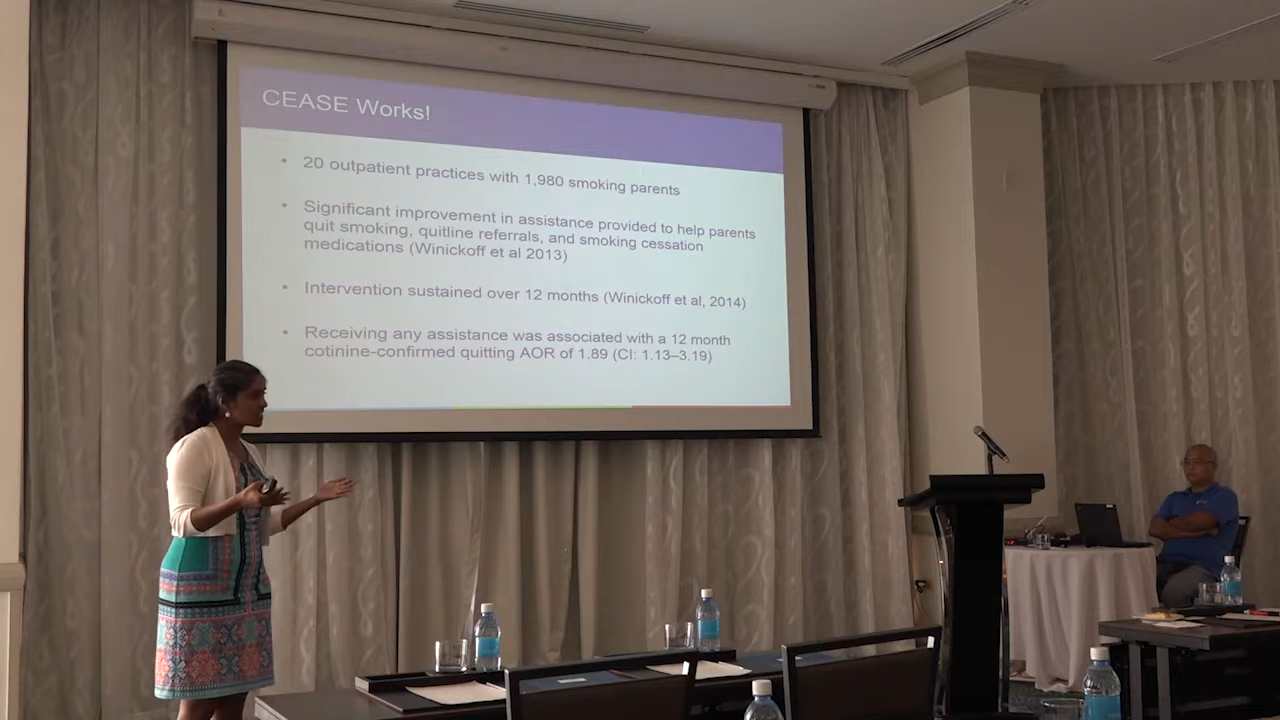 CEASE Works!
• 20 outpatient practices with 1,980 smoking parents
• Significant improvement in assistance provided to help parents
quit smoking, quitline referrals, and smoking cessation
medications (Winickoff et al 2013)
• Intervention sustained over 12 months (Winickoff et al, 2014)
• Receiving any assistance was associated with a 12 month
cotinine-confirmed quitting AOR of 1.89 (CI: 1.13–3.19)